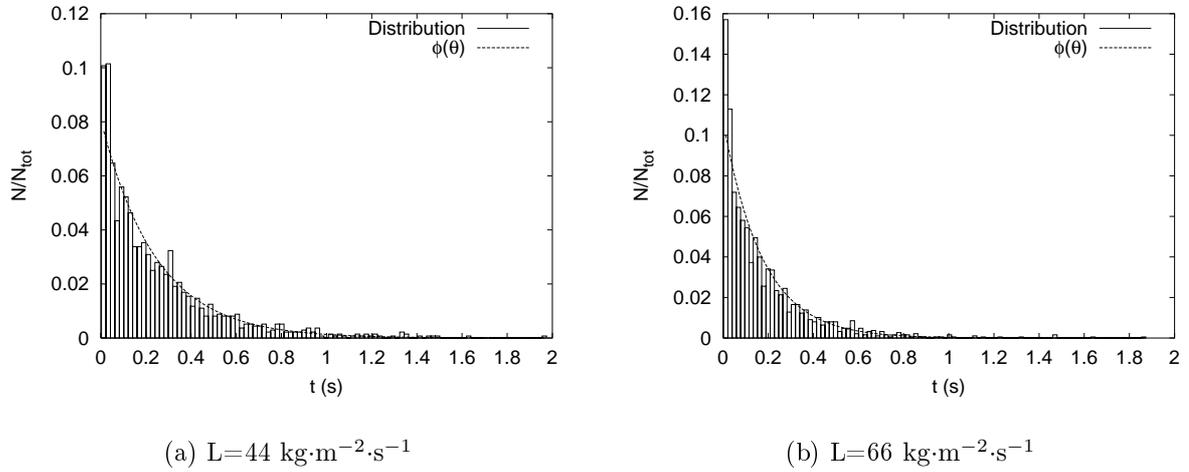 0.12
0.1
0.08
0.06
0.04
0.02
0
N/Ntot
0 0.2 0.4 0.6 0.8 1 1.2 1.4 1.6 1.8 2
t (s)
Distribution
ϕ(θ)
(a) L=44 kg·m−2·s−1
0.16
0.14
0.12
0.1
0.08
0.06
0.04
0.02
0
N/Ntot
0 0.2 0.4 0.6 0.8 1 1.2 1.4 1.6 1.8 2
t (s)
Distribution
ϕ(θ)
(b) L=66 kg·m−2·s−1